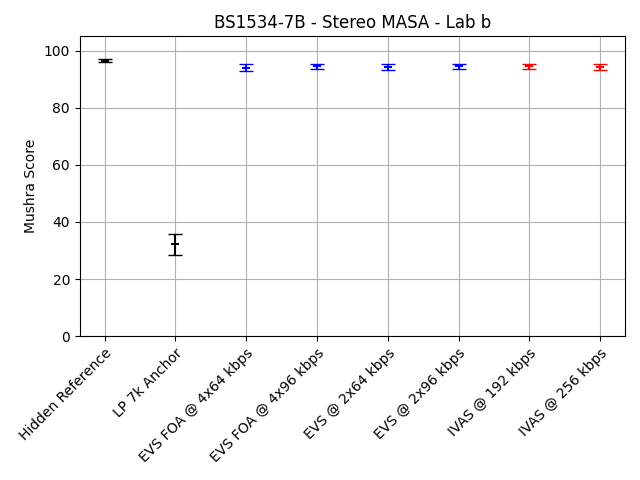 BS1534-7B - Stereo MASA - Lab b
Mushra Score
100
80
60
40
20
0
Hidden Reference
LP 7k Anchor
EVS FOA @ 4x64 kbps
EVS FOA @ 4x96 kbps
EVS @ 2x64 kbps
EVS @ 2x96 kbps
IVAS @ 192 kbps
IVAS @ 256 kbps